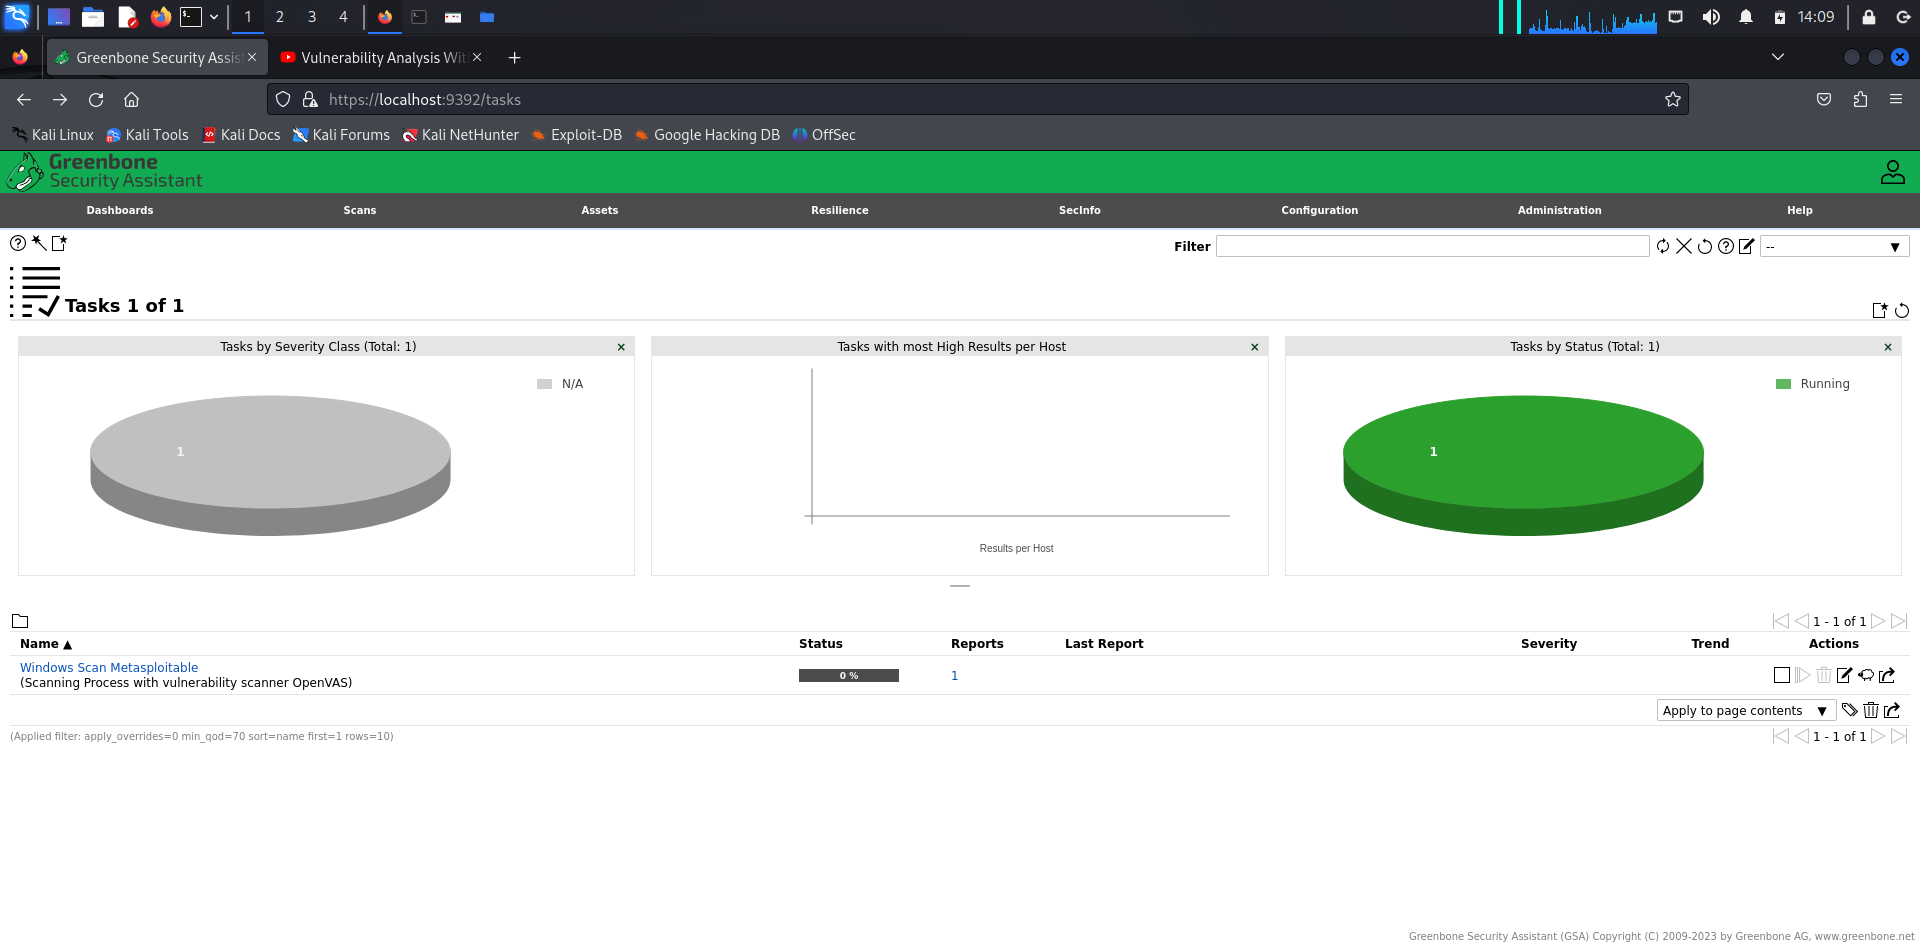 1 2 3 4 14:09
Greenbone Security Assis
Vulnerability Analysis Wit
https://localhost:9392/tasks
Kali Linux Kali Tools Kali Docs Kali Forums Kali NetHunter Exploit-DB Google Hacking DB OffSec
Greenbone
Security Assistant
Dashboards Scans Assets Resilience SecInfo Configuration Administration Help
Filter --
Tasks 1 of 1
Tasks by Severity Class (Total: 1)
N/A
1
Tasks with most High Results per Host
Results per Host
Tasks by Status (Total: 1)
Running
1
1 - 1 of 1
Name ▲ Status Reports Last Report Severity Trend Actions
Windows Scan Metasploitable 0 % 1
(Scanning Process with vulnerability scanner OpenVAS)
Apply to page contents ▼
(Applied filter: apply_overrides=0 min_qod=70 sort=name first=1 rows=10) 1 - 1 of 1
Greenbone Security Assistant (GSA) Copyright (C) 2009-2023 by Greenbone AG, www.greenbone.net